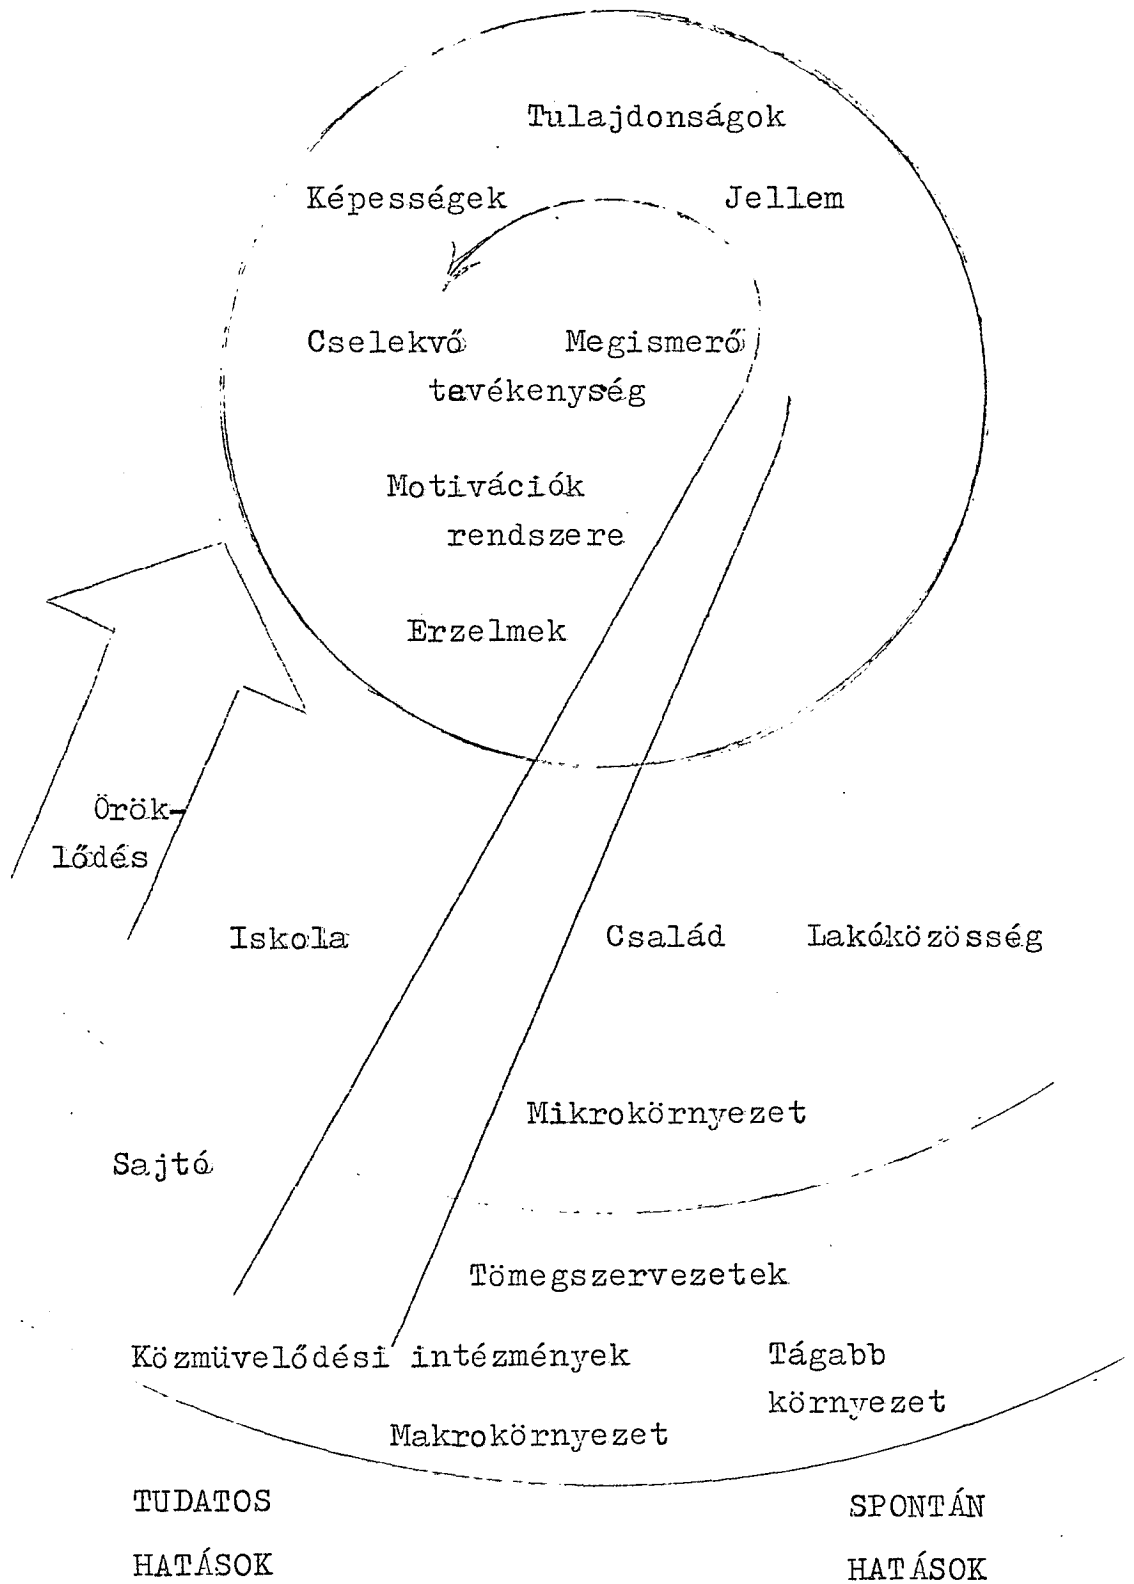 Tulajdonságok
Képességek Jellem
Cselekvő Megismerő
tevékenység
Motivációk
rendszere
Érzelmek
Örök-
lődés
Iskola Család Lakóközösség
Mikrokörnyezet
Sajtó
Tömegszervezetek
Közmüvelődési intézmények Tágabb
környezet
Makrokörnyezet
TUDATOS SPONTÁN
HATÁSOK HATÁSOK